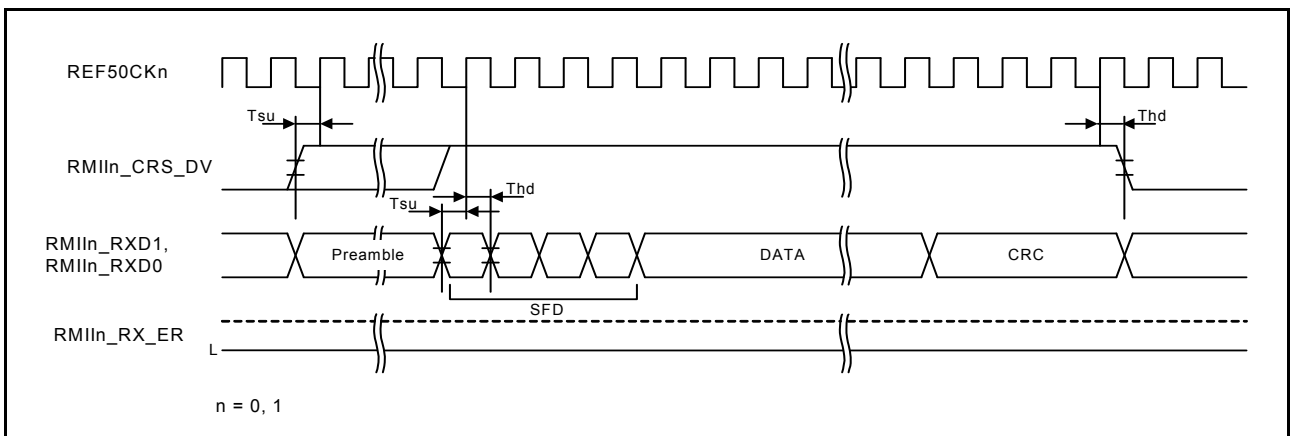 REF50CKn
Tsu
Thd
RMIIn_CRS_DV
Thd
Tsu
RMIIn_RXD1,
RMIIn_RXD0
Preamble
DATA
CRC
SFD
RMIIn_RX_ER
L
n = 0, 1